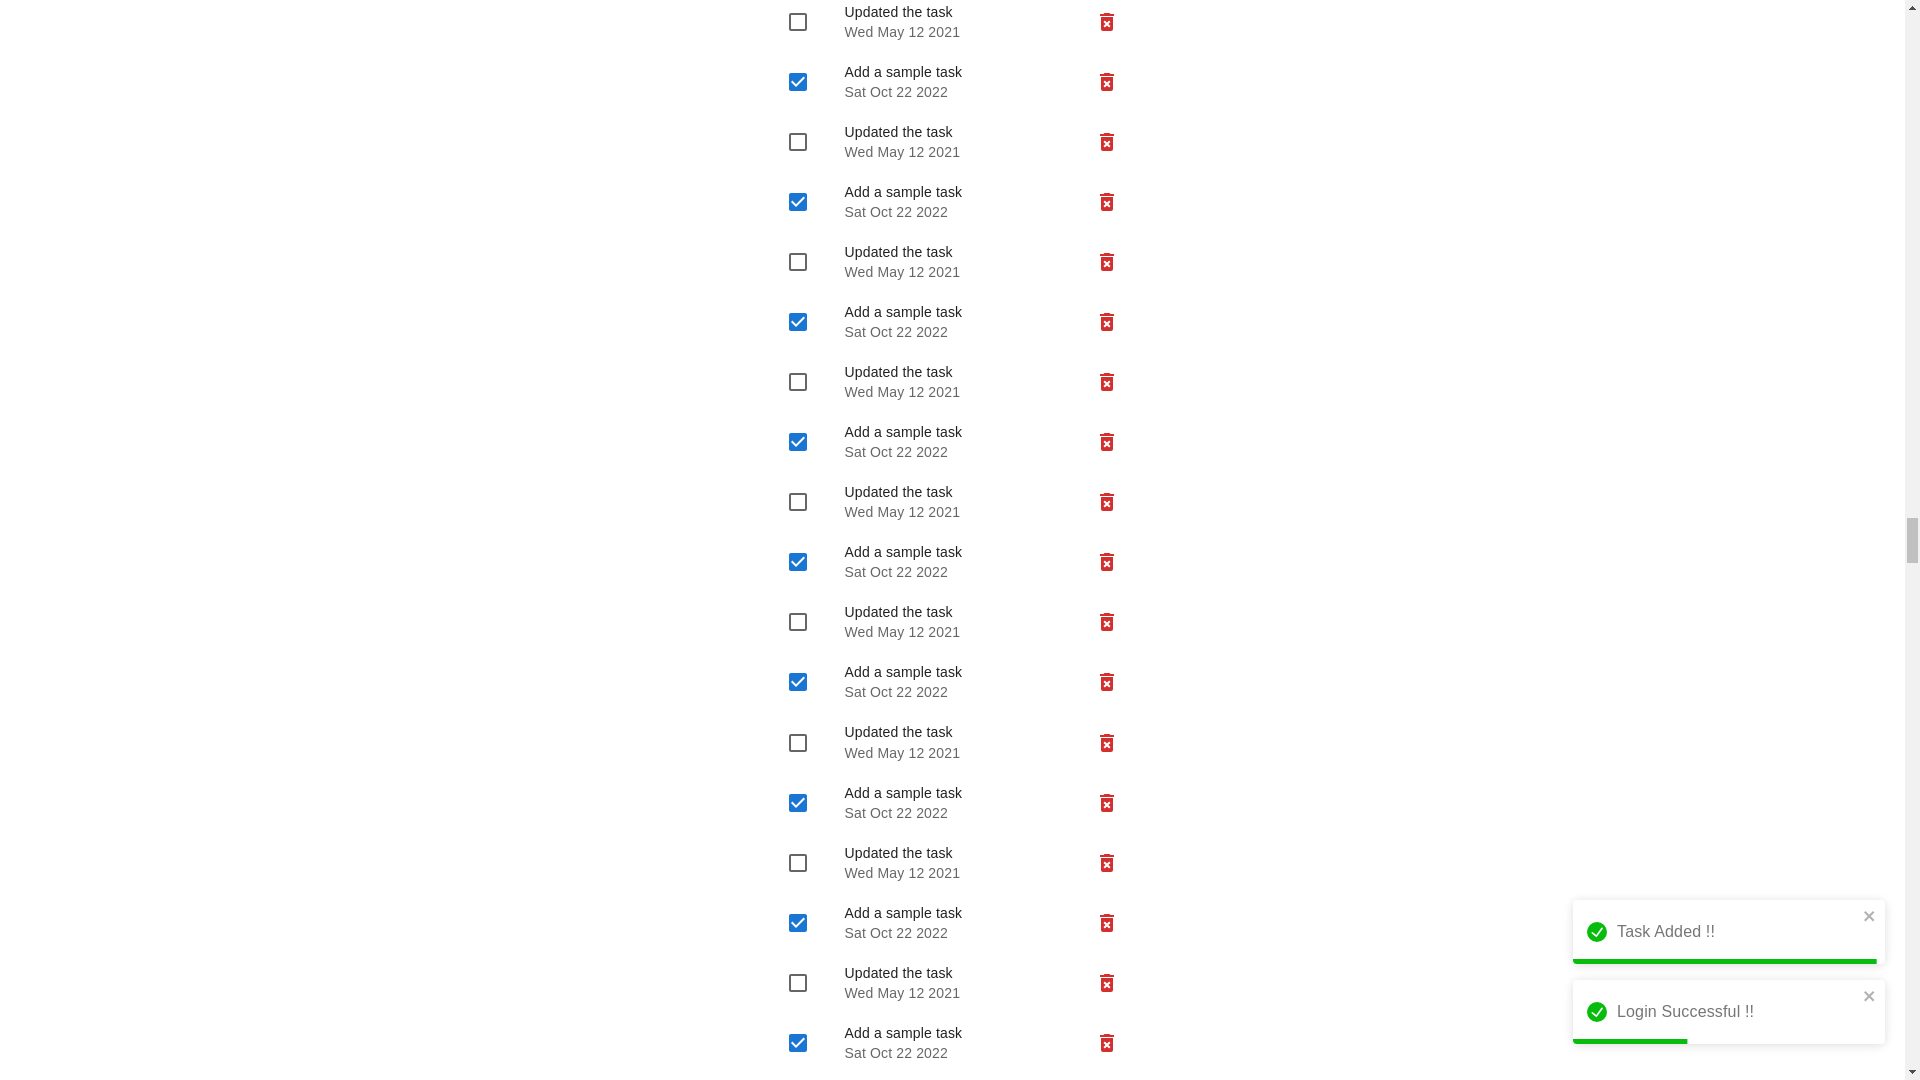 Updated the task
Wed May 12 2021
Add a sample task
Sat Oct 22 2022
Updated the task
Wed May 12 2021
Add a sample task
Sat Oct 22 2022
Updated the task
Wed May 12 2021
Add a sample task
Sat Oct 22 2022
Updated the task
Wed May 12 2021
Add a sample task
Sat Oct 22 2022
Updated the task
Wed May 12 2021
Add a sample task
Sat Oct 22 2022
Updated the task
Wed May 12 2021
Add a sample task
Sat Oct 22 2022
Updated the task
Wed May 12 2021
Add a sample task
Sat Oct 22 2022
Updated the task
Wed May 12 2021
Add a sample task
Sat Oct 22 2022
Updated the task
Wed May 12 2021
Add a sample task
Sat Oct 22 2022
Task Added !!
Login Successful !!